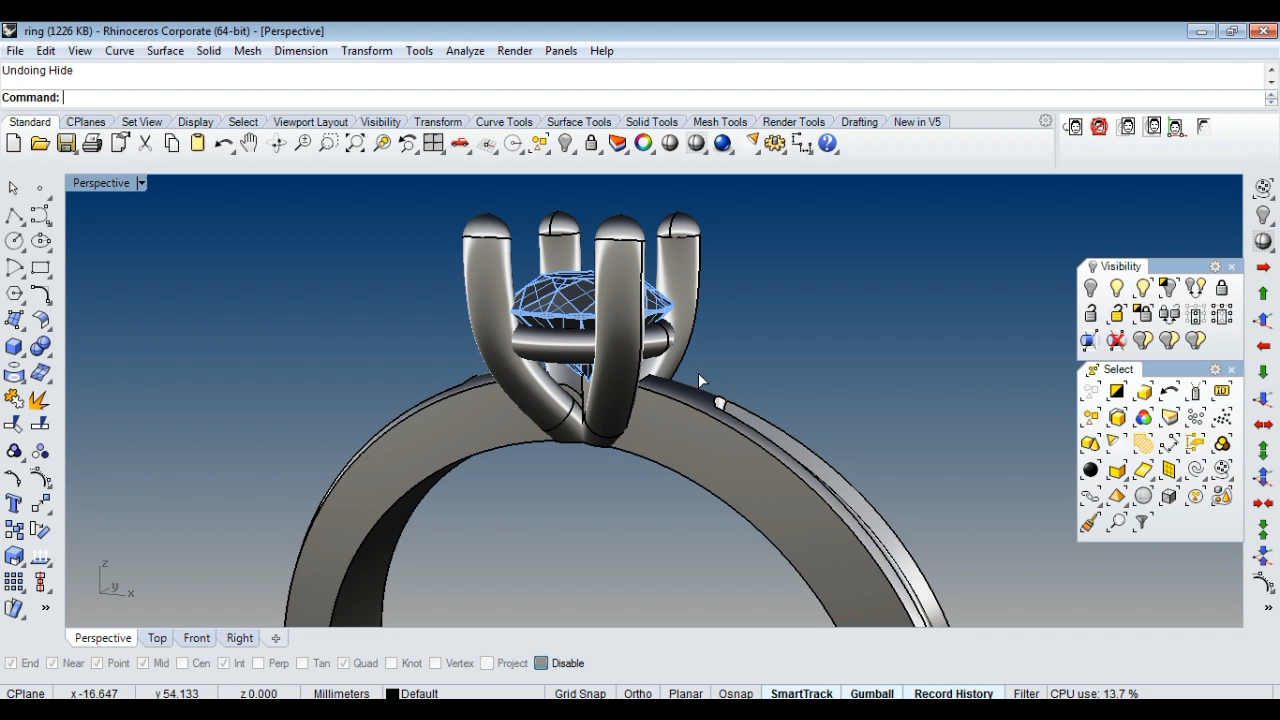 ring (1226 KB) - Rhinoceros Corporate (64-bit) - [Perspective]
File Edit View Curve Surface Solid Mesh Dimension Transform Tools Analyze Render Panels Help
Undoing Hide
Command:
Standard CPlanes Set View Display Select Viewport Layout Visibility Transform Curve Tools Surface Tools Solid Tools Mesh Tools Render Tools Drafting New in V5
Perspective
Visibility
Select
z
y
x
Perspective Top Front Right
End Near Point Mid Cen Int Perp Tan Quad Knot Vertex Project Disable
CPlane x -16.647 y 54.133 z 0.000 Millimeters Default Grid Snap Ortho Planar Osnap SmartTrack Gumball Record History Filter CPU use: 13.7 %